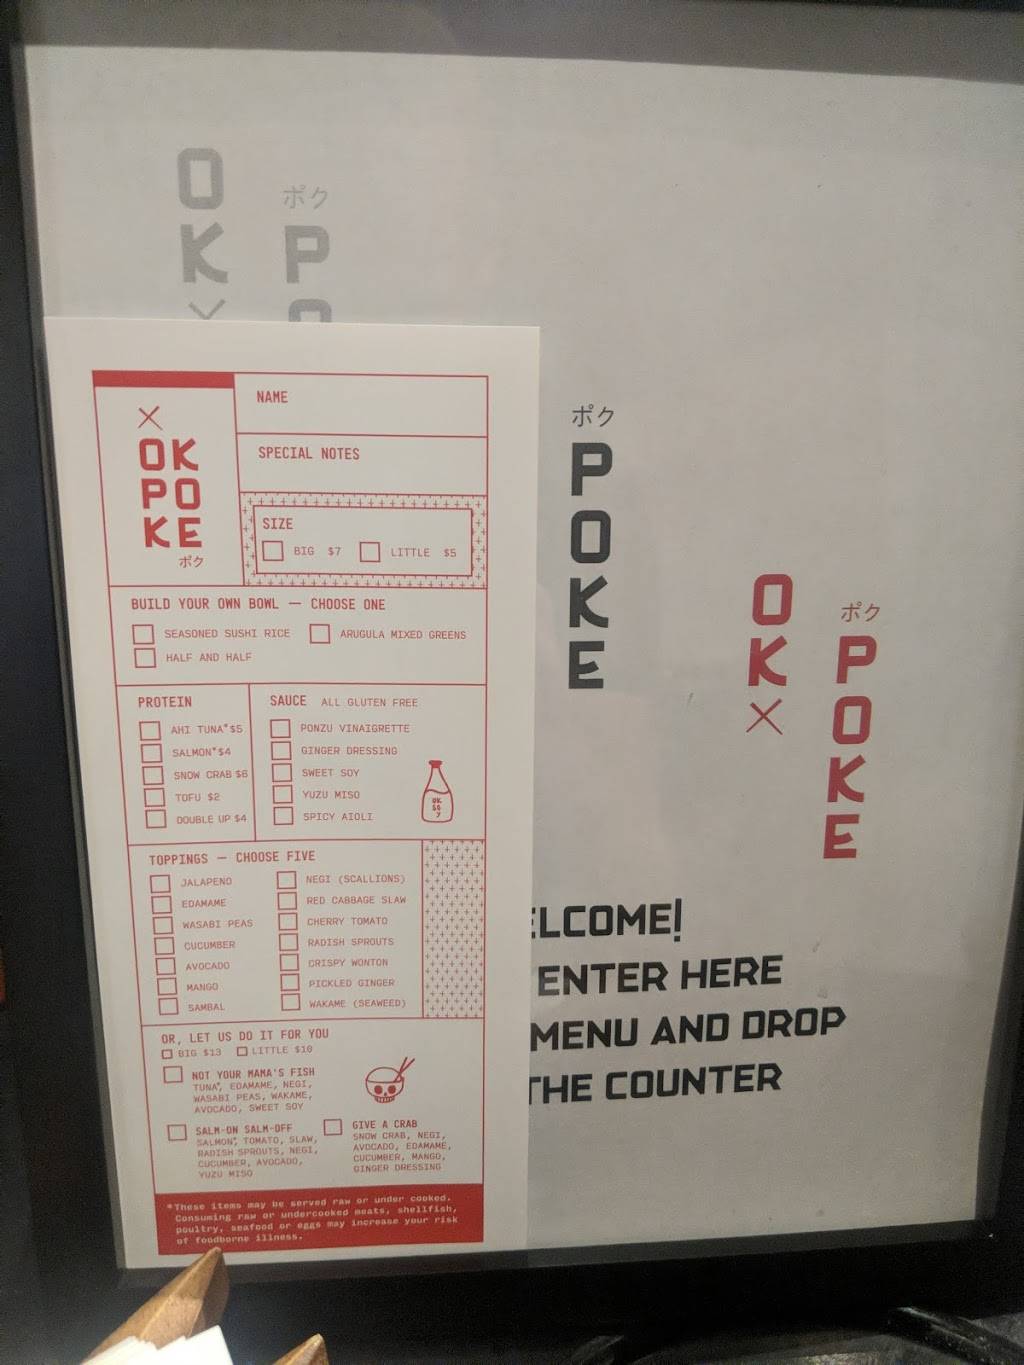 O
K
ポク
P
×
OK
PO
KE
ポク
NAME
SPECIAL NOTES
SIZE
BIG $7 LITTLE $5
BUILD YOUR OWN BOWL — CHOOSE ONE
SEASONED SUSHI RICE ARUGULA MIXED GREENS
HALF AND HALF
PROTEIN
AHI TUNA* $5
SALMON* $4
SNOW CRAB $6
TOFU $2
DOUBLE UP $4
SAUCE ALL GLUTEN FREE
PONZU VINAIGRETTE
GINGER DRESSING
SWEET SOY
YUZU MISO
SPICY AIOLI
TOPPINGS — CHOOSE FIVE
JALAPENO
EDAMAME
WASABI PEAS
CUCUMBER
AVOCADO
MANGO
SAMBAL
NEGI (SCALLIONS)
RED CABBAGE SLAW
CHERRY TOMATO
RADISH SPROUTS
CRISPY WONTON
PICKLED GINGER
WAKAME (SEAWEED)
OR, LET US DO IT FOR YOU
BIG $13 LITTLE $10
NOT YOUR MAMA'S FISH
TUNA*, EDAMAME, NEGI,
WASABI PEAS, WAKAME,
AVOCADO, SWEET SOY
SALM-ON SALM-OFF
SALMON*, TOMATO, SLAW,
RADISH SPROUTS, NEGI,
CUCUMBER, AVOCADO,
YUZU MISO
GIVE A CRAB
SNOW CRAB, NEGI,
AVOCADO, EDAMAME,
CUCUMBER, MANGO,
GINGER DRESSING
*These items may be served raw or under cooked.
Consuming raw or undercooked meats, shellfish,
poultry, seafood or eggs may increase your risk
of foodborne illness.
ポク
P
O
K
E
O
K
×
ポク
P
O
K
E
ELCOME!
ENTER HERE
MENU AND DROP
THE COUNTER